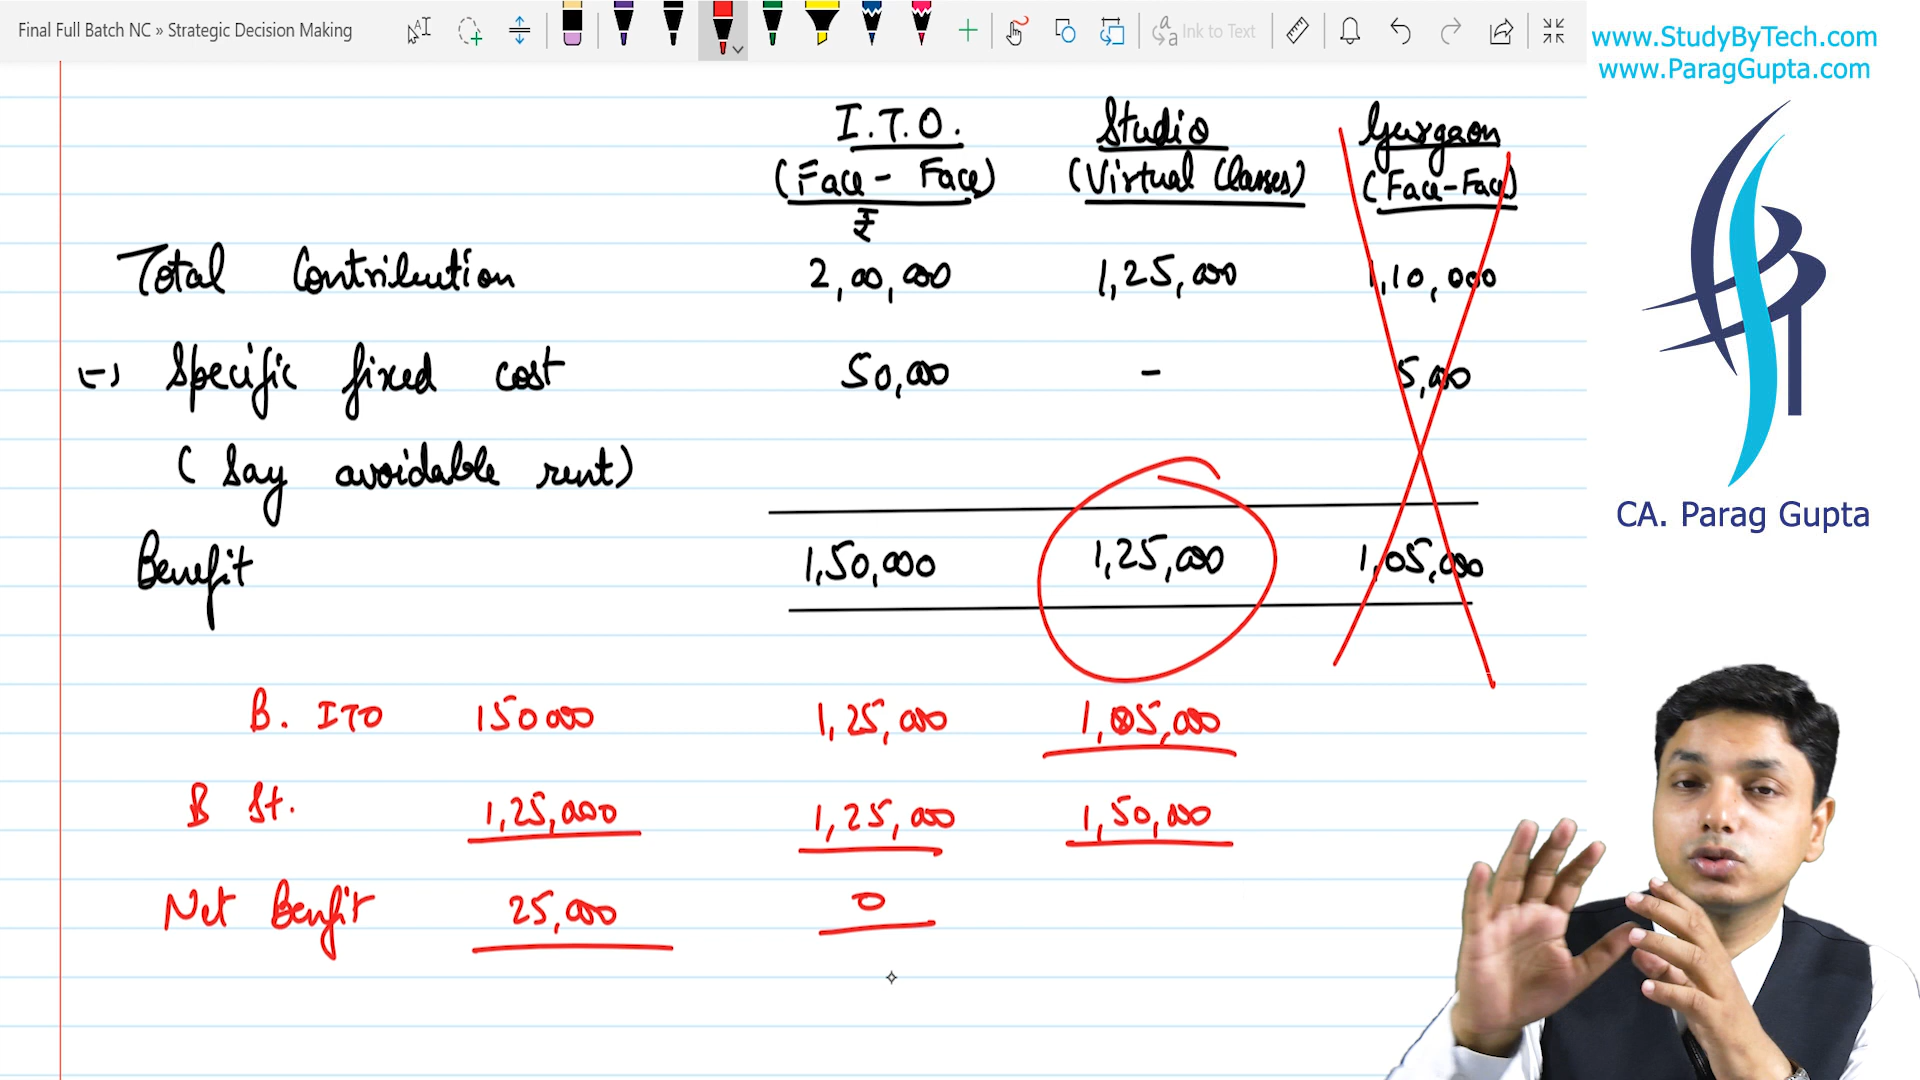 Final Full Batch NC » Strategic Decision Making
Ink to Text
www.StudyByTech.com
www.ParagGupta.com
I.T.O. Studio Gurgaon
(Face - Face) (Virtual Classes) (Face-Face)
₹
Total Contribution 2,00,000 1,25,000 1,10,000
(-) Specific fixed cost 50,000 - 5,000
(Say avoidable rent)
CA. Parag Gupta
Benefit 1,50,000 1,25,000 1,05,000
B. ITO 150000 1,25,000 1,05,000
B St. 1,25,000 1,25,000 1,50,000
Net Benefit 25,000 0